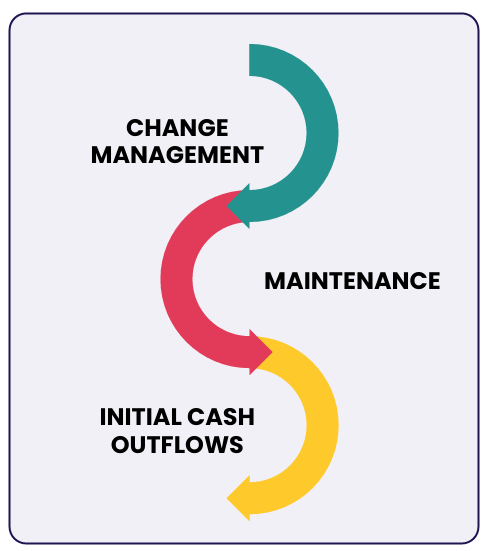 CHANGE
MANAGEMENT
MAINTENANCE
INITIAL CASH
OUTFLOWS